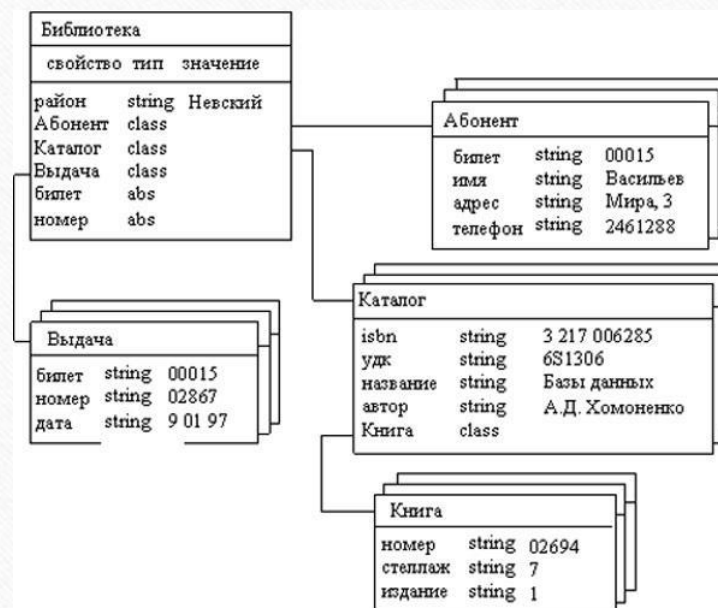 Библиотека
свойство тип значение
район string Невский
Абонент class
Каталог class
Выдача class
билет abs
номер abs
Абонент
билет string 00015
имя string Васильев
адрес string Мира, 3
телефон string 2461288
Каталог
isbn string 3 217 006285
удк string 6S1306
название string Базы данных
автор string А.Д. Хомоненко
Книга class
Выдача
билет string 00015
номер string 02867
дата string 9 01 97
Книга
номер string 02694
стеллаж string 7
издание string 1